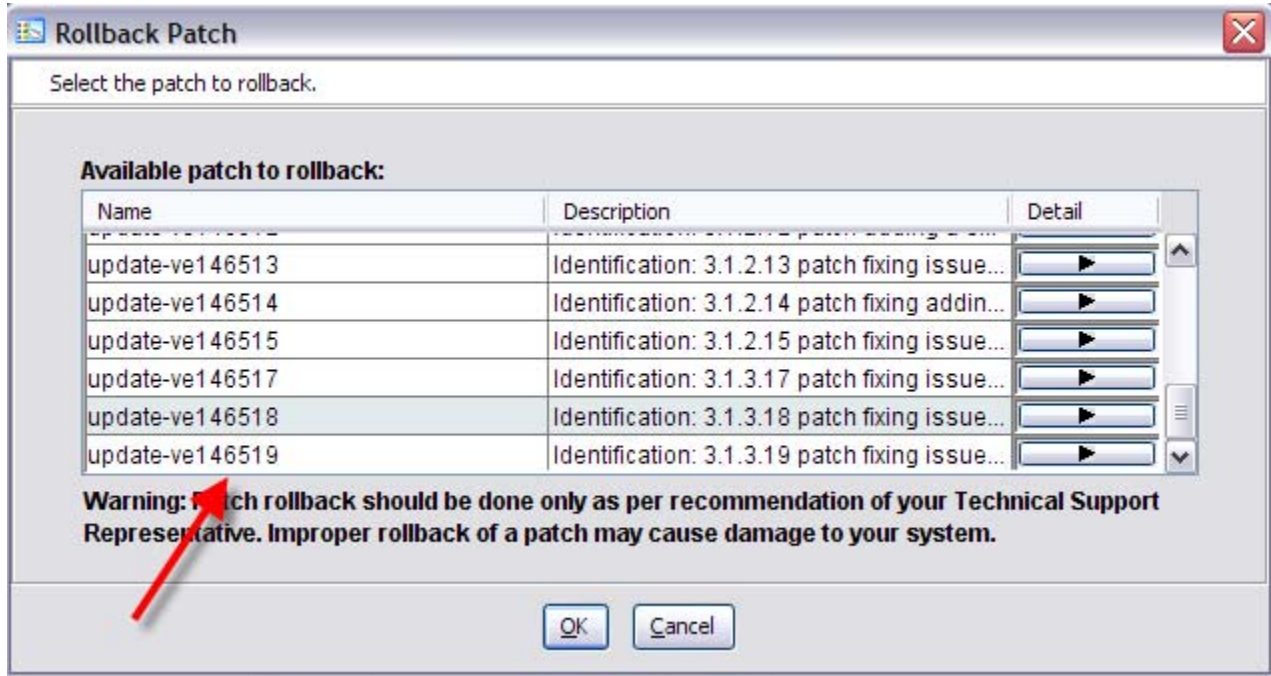 Rollback Patch
Select the patch to rollback.
Available patch to rollback:
Name Description Detail
update-ve146513 Identification: 3.1.2.13 patch fixing issue...
update-ve146514 Identification: 3.1.2.14 patch fixing addin...
update-ve146515 Identification: 3.1.2.15 patch fixing issue...
update-ve146517 Identification: 3.1.3.17 patch fixing issue...
update-ve146518 Identification: 3.1.3.18 patch fixing issue...
update-ve146519 Identification: 3.1.3.19 patch fixing issue...
Warning: Patch rollback should be done only as per recommendation of your Technical Support
Representative. Improper rollback of a patch may cause damage to your system.
OK Cancel